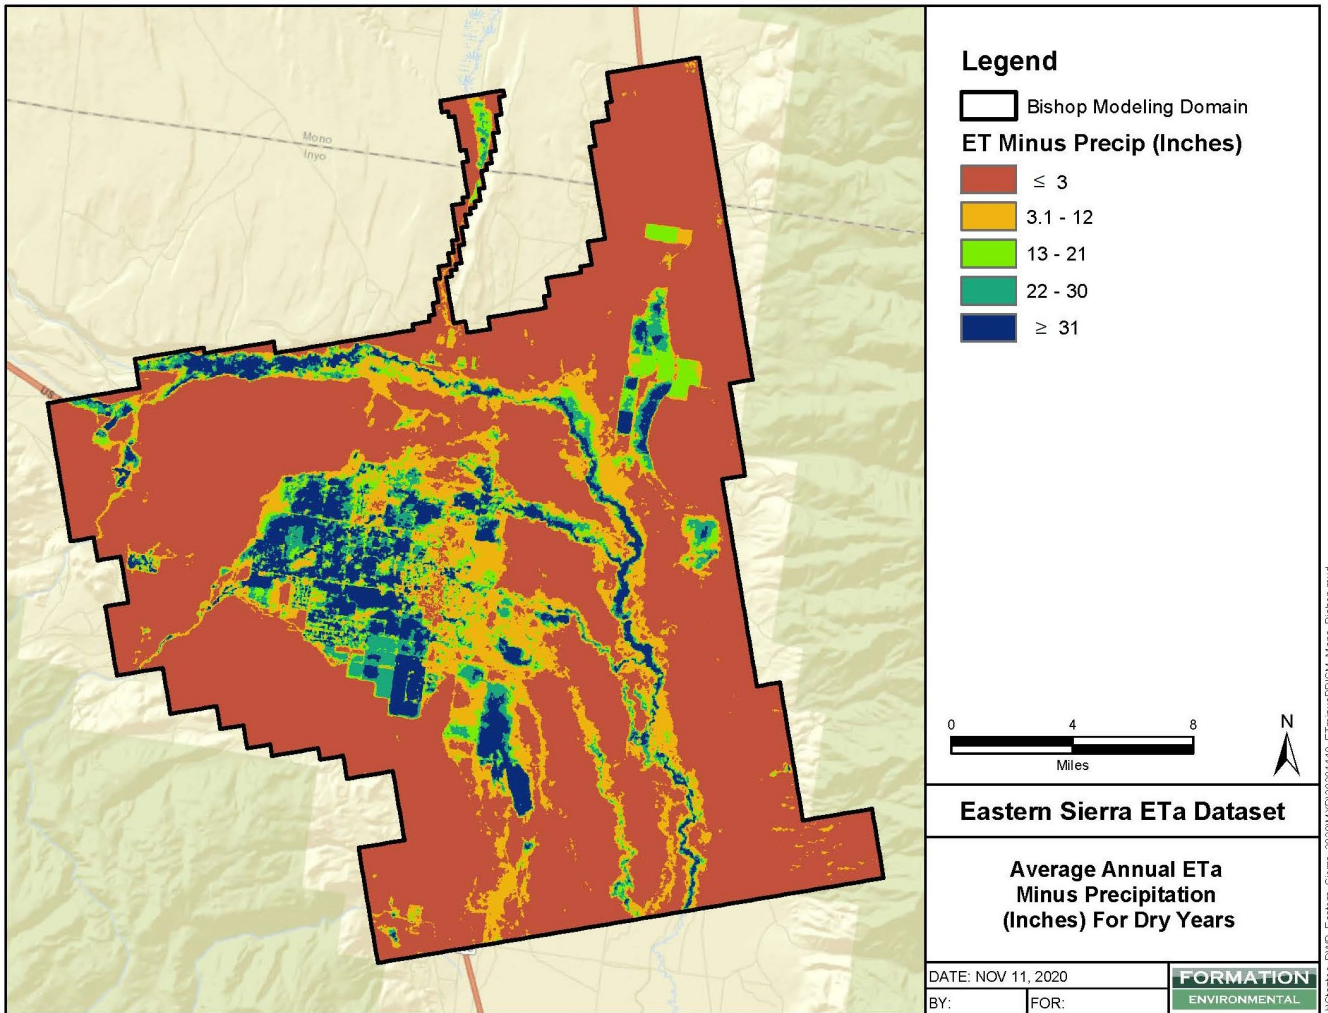 Mono
Inyo
US
Legend
Bishop Modeling Domain
ET Minus Precip (Inches)
≤ 3
3.1 - 12
13 - 21
22 - 30
≥ 31
0 4 8
Miles
N
Eastern Sierra ETa Dataset
Average Annual ETa
Minus Precipitation
(Inches) For Dry Years
DATE: NOV 11, 2020
BY: FOR:
FORMATION
ENVIRONMENTAL